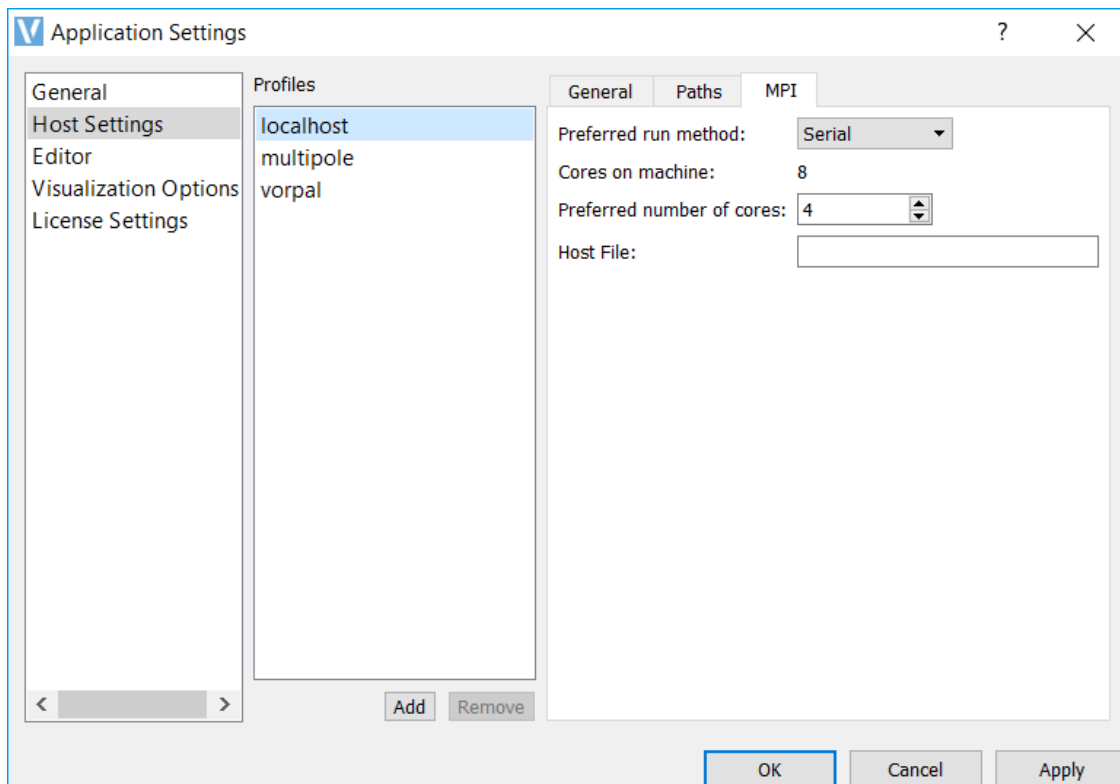 Application Settings
?
General
Host Settings
Editor
Visualization Options
License Settings
Profiles
localhost
multipole
vorpal
Add
Remove
General
Paths
MPI
Preferred run method:
Serial
Cores on machine:
8
Preferred number of cores:
4
Host File:
OK
Cancel
Apply